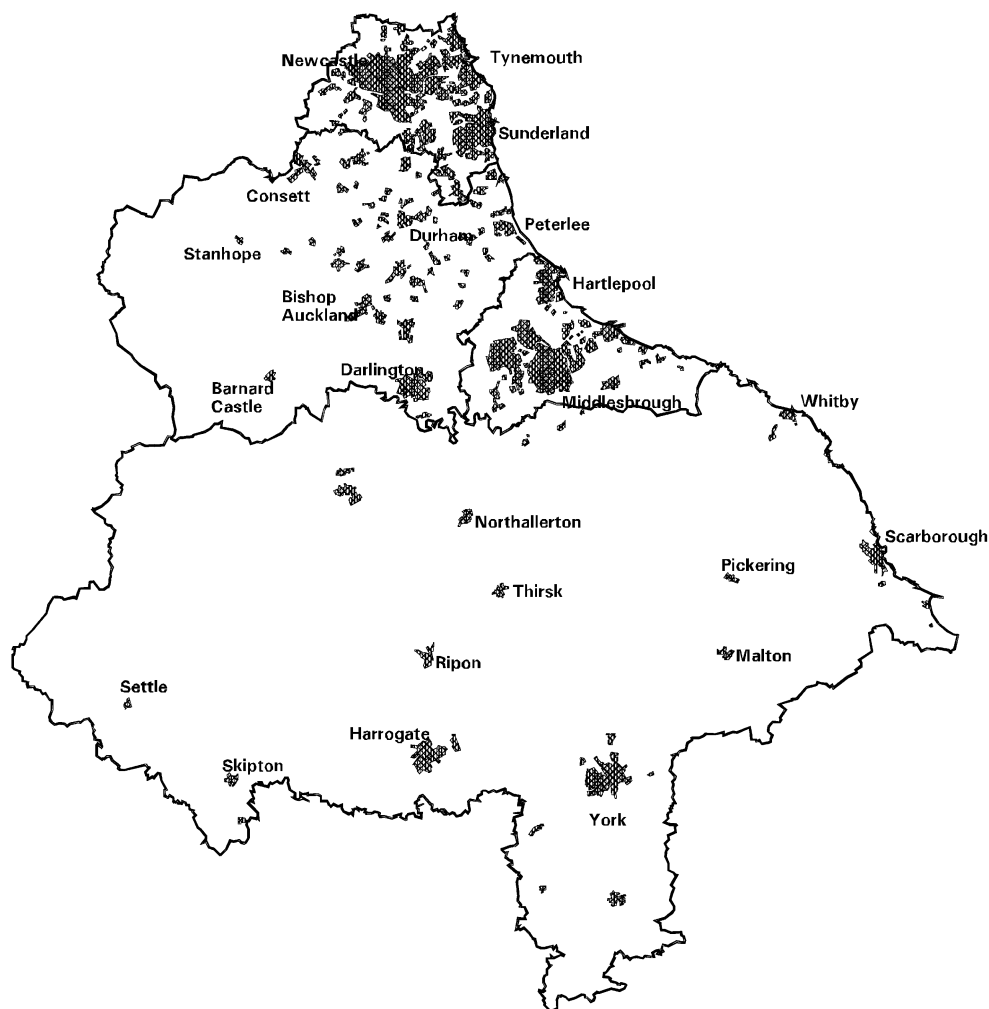 Newcastle
Tynemouth
Sunderland
Consett
Peterlee
Durham
Stanhope
Hartlepool
Bishop
Auckland
Darlington
Barnard
Castle
Middlesbrough
Whitby
Northallerton
Scarborough
Pickering
Thirsk
Malton
Ripon
Settle
Harrogate
Skipton
York